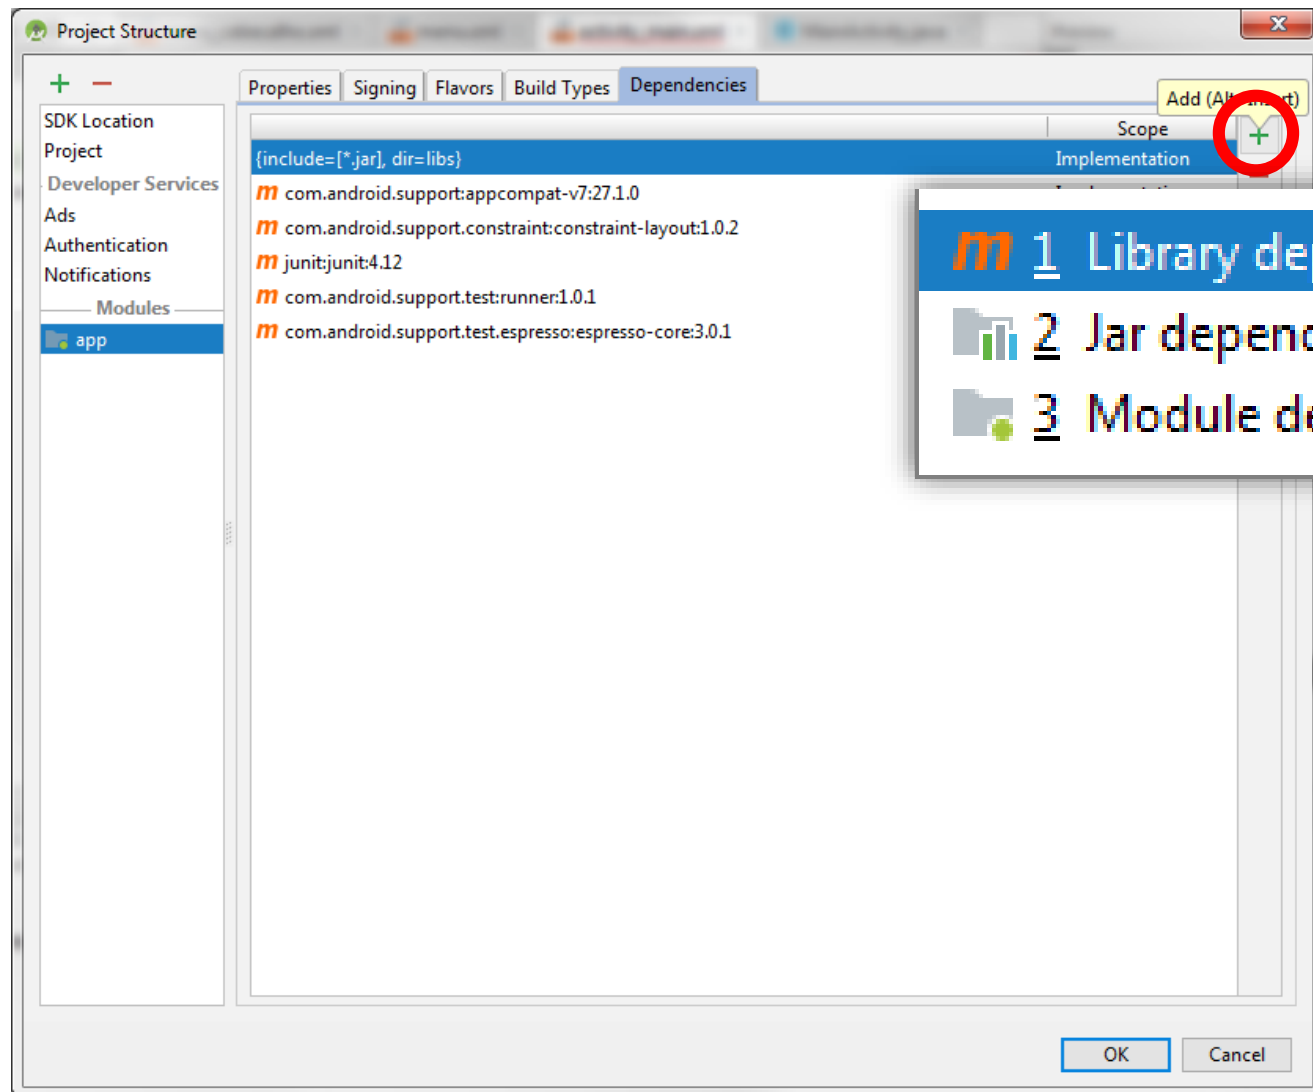 Project Structure
Properties Signing Flavors Build Types Dependencies
Add (Alt
SDK Location
Project
Developer Services
Ads
Authentication
Notifications
Modules
app
Scope
{include=[*.jar], dir=libs} Implementation
m com.android.support:appcompat-v7:27.1.0
m com.android.support.constraint:constraint-layout:1.0.2
m junit:junit:4.12
m com.android.support.test:runner:1.0.1
m com.android.support.test.espresso:espresso-core:3.0.1
m 1 Library de
2 Jar depen
3 Module de
OK Cancel